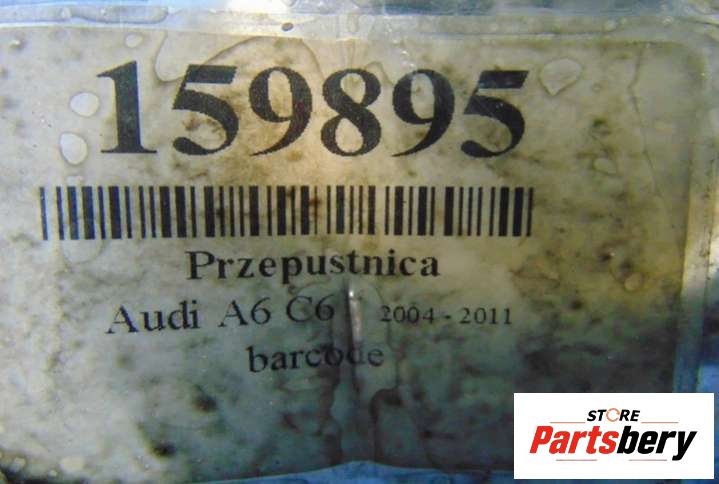 159895
Przepustnica
Audi A6 C6 2004 - 2011
barcode
STORE
Partsbery